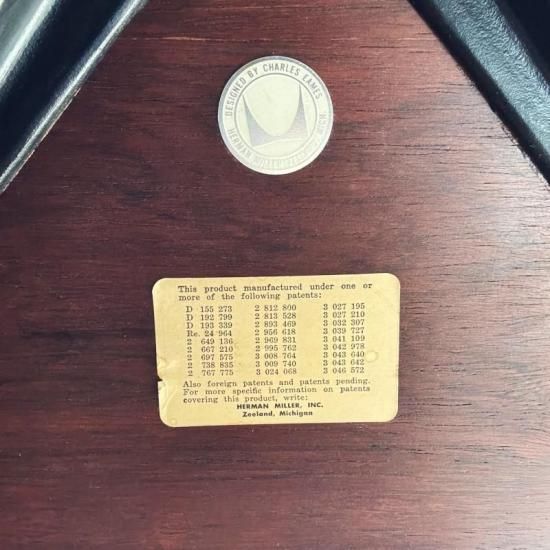 DESIGNED BY CHARLES EAMES
HERMAN MILLER MICH.
This product manufactured under one or
more of the following patents:
D 155 273 2 812 800 3 027 195
D 192 799 2 813 528 3 027 210
D 193 339 2 893 469 3 032 307
Re. 24 964 2 956 618 3 039 727
2 649 136 2 969 831 3 041 109
2 667 210 2 995 762 3 042 978
2 697 575 3 008 764 3 043 640
2 738 835 3 009 740 3 043 642
2 767 775 3 024 068 3 046 572
Also foreign patents and patents pending.
For more specific information on patents
covering this product, write:
HERMAN MILLER, INC.
Zeeland, Michigan